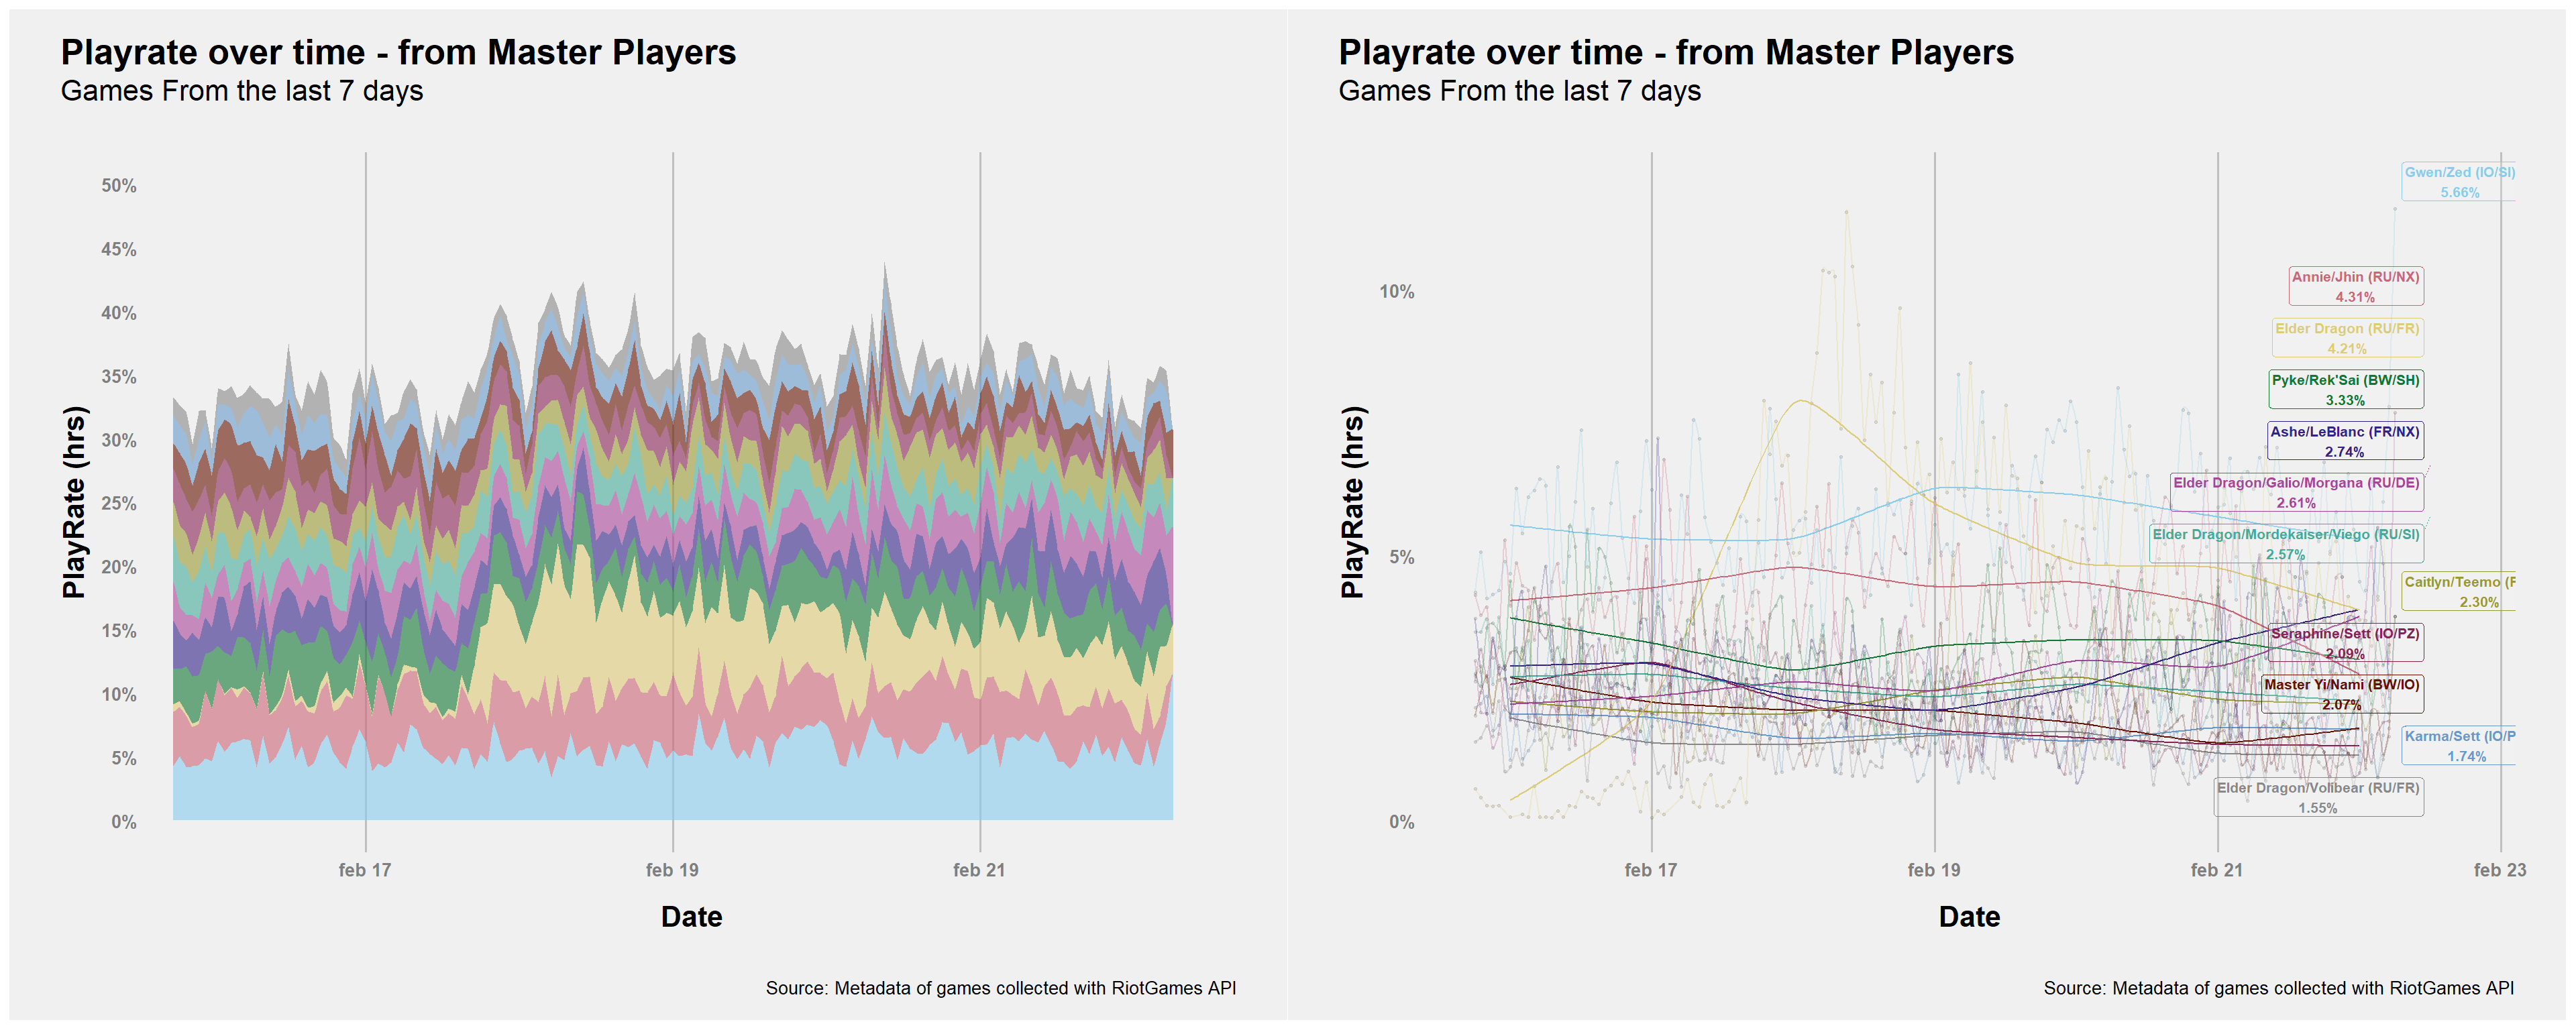 Playrate over time - from Master Players
Games From the last 7 days
PlayRate (hrs)
50%
45%
40%
35%
30%
25%
20%
15%
10%
5%
0%
feb 17
feb 19
feb 21
Date
Source: Metadata of games collected with RiotGames API
Playrate over time - from Master Players
Games From the last 7 days
PlayRate (hrs)
10%
5%
0%
Gwen/Zed (IO/SI)
5.66%
Annie/Jhin (RU/NX)
4.31%
Elder Dragon (RU/FR)
4.21%
Pyke/Rek'Sai (BW/SH)
3.33%
Ashe/LeBlanc (FR/NX)
2.74%
Elder Dragon/Galio/Morgana (RU/DE)
2.61%
Elder Dragon/Mordekaiser/Viego (RU/SI)
2.57%
Caitlyn/Teemo (F
2.30%
Seraphine/Sett (IO/PZ)
2.09%
Master Yi/Nami (BW/IO)
2.07%
Karma/Sett (IO/P
1.74%
Elder Dragon/Volibear (RU/FR)
1.55%
feb 17
feb 19
feb 21
feb 23
Date
Source: Metadata of games collected with RiotGames API